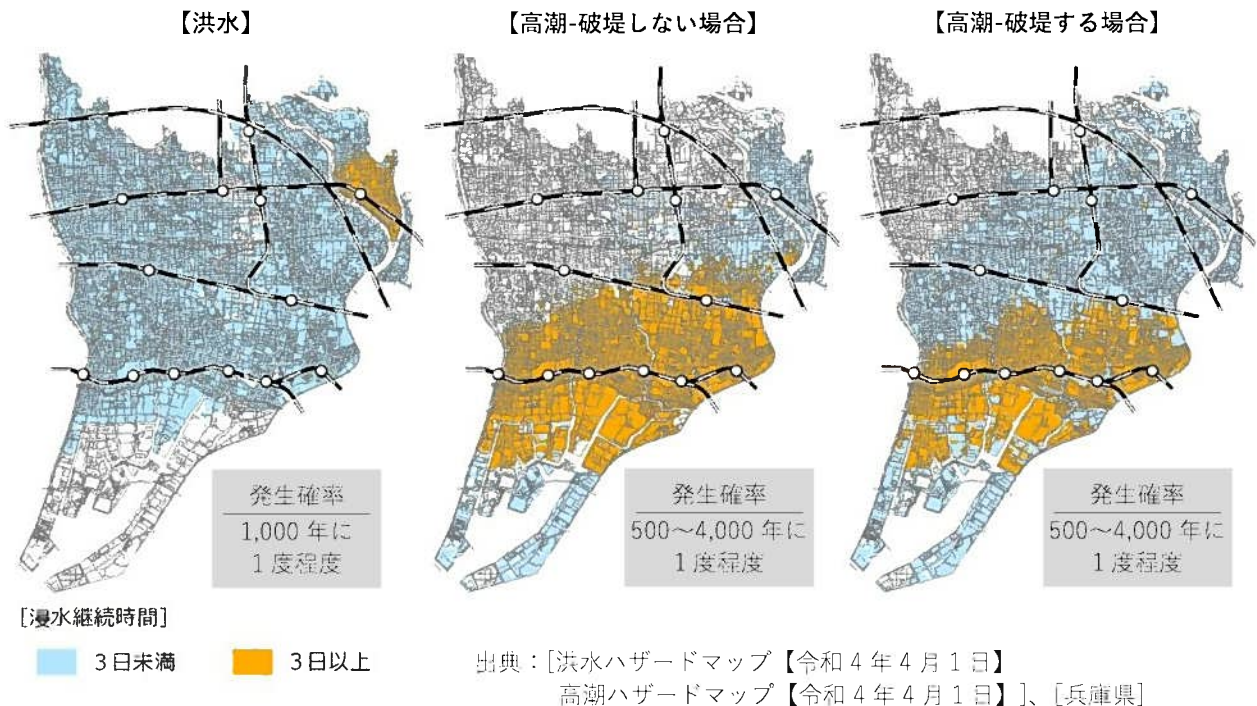 【洪水】
【高潮-破堤しない場合】
【高潮-破堤する場合】
発生確率
1,000 年に
1 度程度
発生確率
500～4,000 年に
1 度程度
発生確率
500～4,000 年に
1 度程度
[浸水継続時間]
３日未満
３日以上
出典：[洪水ハザードマップ【令和４年４月１日】
高潮ハザードマップ【令和４年４月１日】]、[兵庫県]